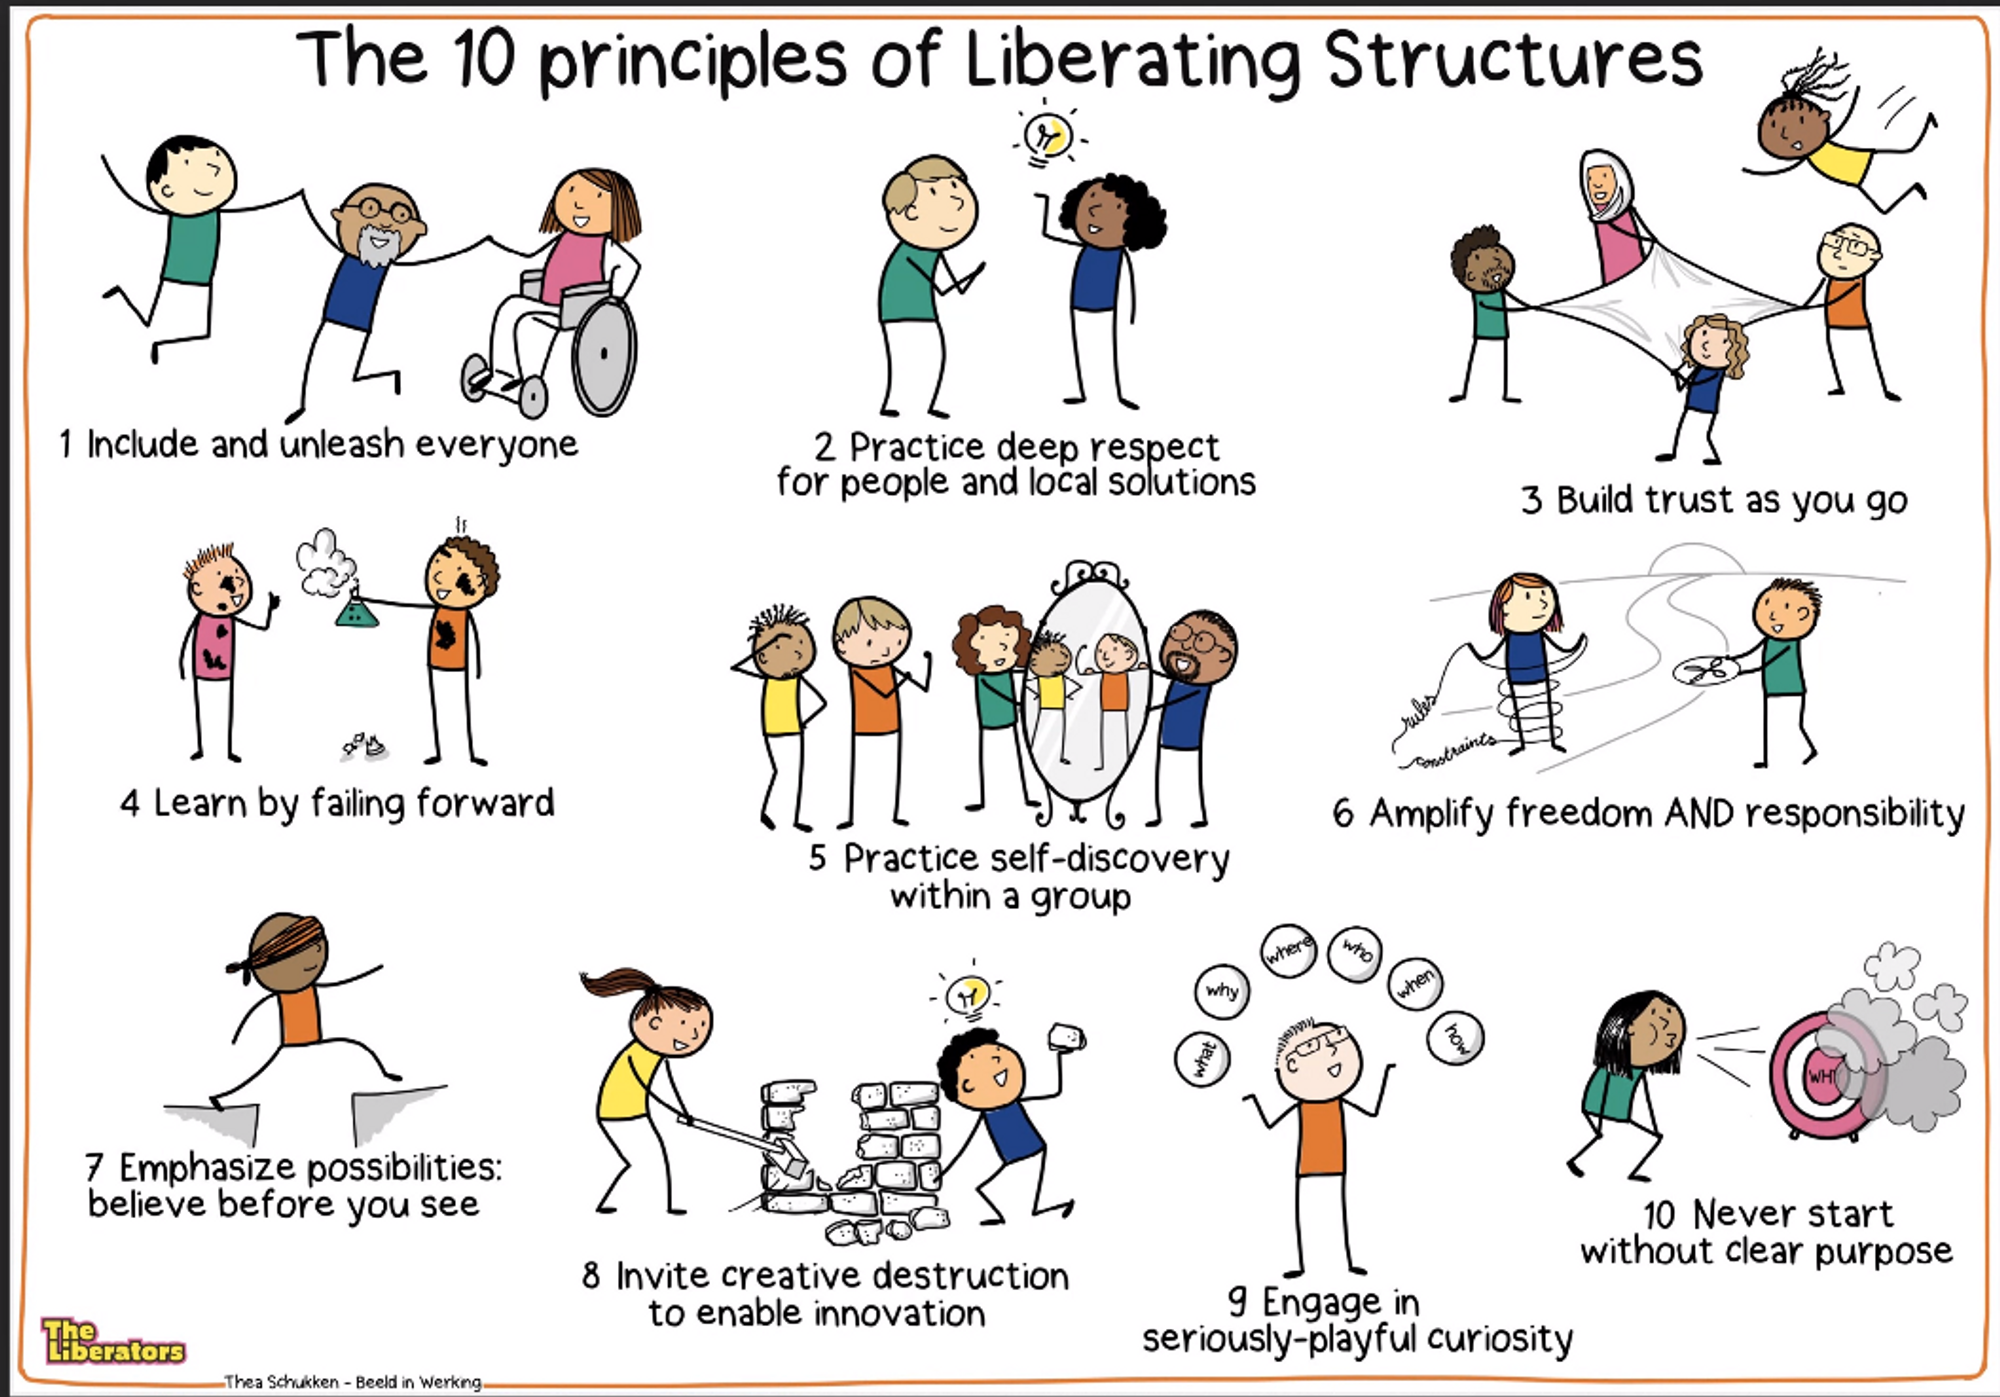 The 10 principles of Liberating Structures
1 Include and unleash everyone
2 Practice deep respect
for people and local solutions
3 Build trust as you go
4 Learn by failing forward
5 Practice self-discovery
within a group
rules
constraints
6 Amplify freedom AND responsibility
7 Emphasize possibilities:
believe before you see
8 Invite creative destruction
to enable innovation
what
why
where
who
when
how
9 Engage in
seriously-playful curiosity
WH
10 Never start
without clear purpose
The
Liberators
Thea Schukken - Beeld in Werking